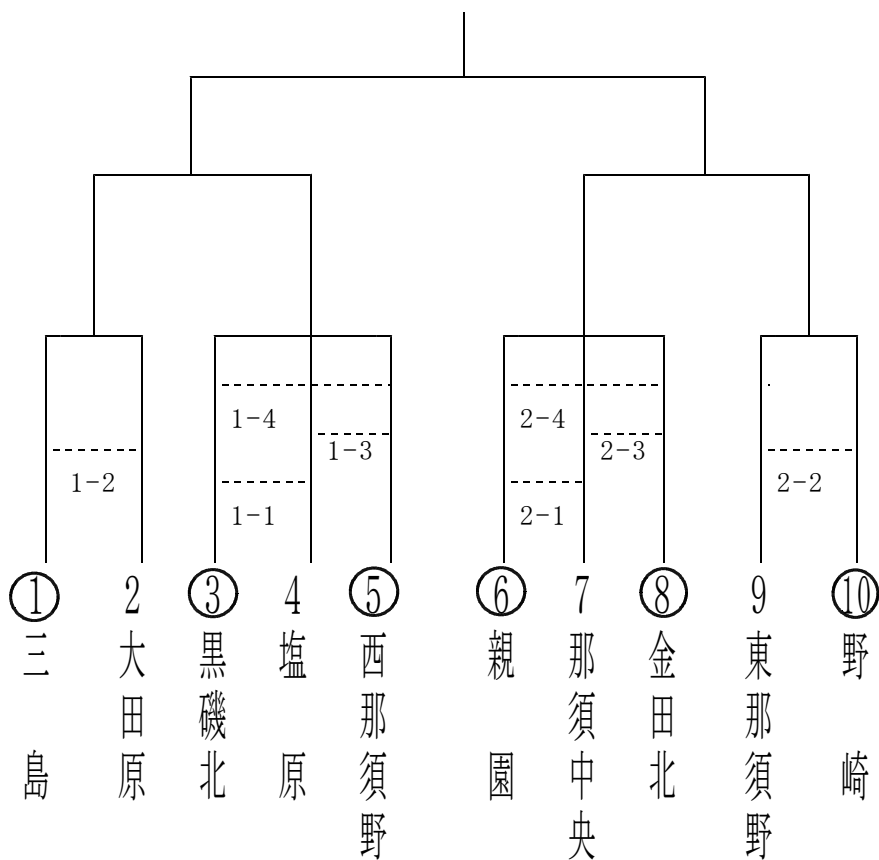 1-4
2-4
1-3
2-3
1-2
2-2
1-1
2-1
① 2 ③ 4 ⑤ ⑥ 7 ⑧ 9 ⑩
三島
大田原
黒磯北
塩原
西那須野
親園
那須中央
金田北
東那須野
野崎